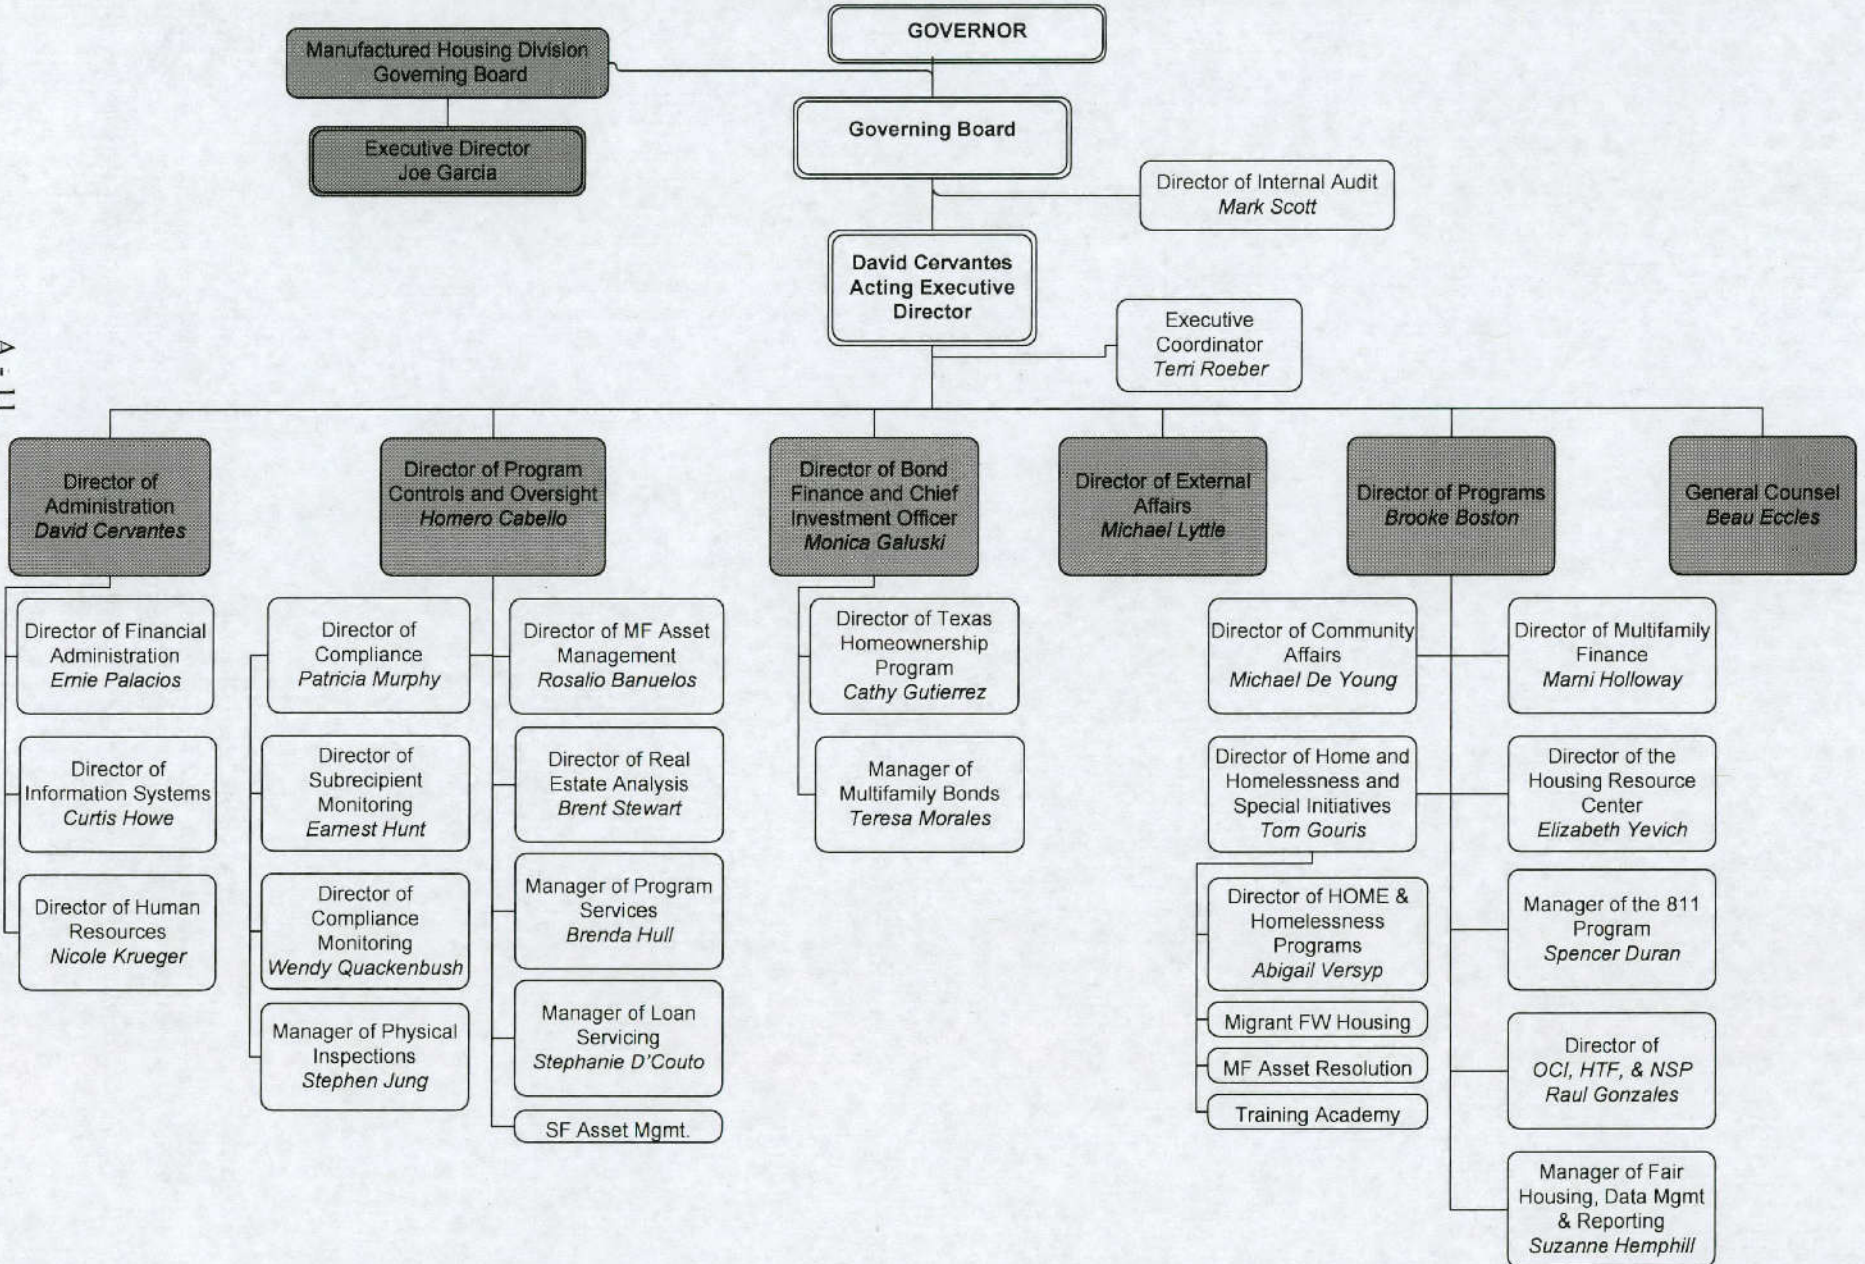 GOVERNOR
Manufactured Housing Division
Governing Board
Governing Board
Executive Director
Joe Garcia
Director of Internal Audit
Mark Scott
David Cervantes
Acting Executive
Director
Executive
Coordinator
Terri Roeber
A-11
Director of
Administration
David Cervantes
Director of Program
Controls and Oversight
Homero Cabello
Director of Bond
Finance and Chief
Investment Officer
Monica Galuski
Director of External
Affairs
Michael Lyttle
Director of Programs
Brooke Boston
General Counsel
Beau Eccles
Director of Financial
Administration
Ernie Palacios
Director of
Information Systems
Curtis Howe
Director of Human
Resources
Nicole Krueger
Director of
Compliance
Patricia Murphy
Director of
Subrecipient
Monitoring
Earnest Hunt
Director of
Compliance
Monitoring
Wendy Quackenbush
Manager of Physical
Inspections
Stephen Jung
Director of MF Asset
Management
Rosalio Banuelos
Director of Real
Estate Analysis
Brent Stewart
Manager of Program
Services
Brenda Hull
Manager of Loan
Servicing
Stephanie D'Couto
SF Asset Mgmt.
Director of Texas
Homeownership
Program
Cathy Gutierrez
Manager of
Multifamily Bonds
Teresa Morales
Director of Community
Affairs
Michael De Young
Director of Home and
Homelessness and
Special Initiatives
Tom Gouris
Director of HOME &
Homelessness
Programs
Abigail Versyp
Migrant FW Housing
MF Asset Resolution
Training Academy
Director of Multifamily
Finance
Marni Holloway
Director of the
Housing Resource
Center
Elizabeth Yevich
Manager of the 811
Program
Spencer Duran
Director of
OCI, HTF, & NSP
Raul Gonzales
Manager of Fair
Housing, Data Mgmt
& Reporting
Suzanne Hemphill